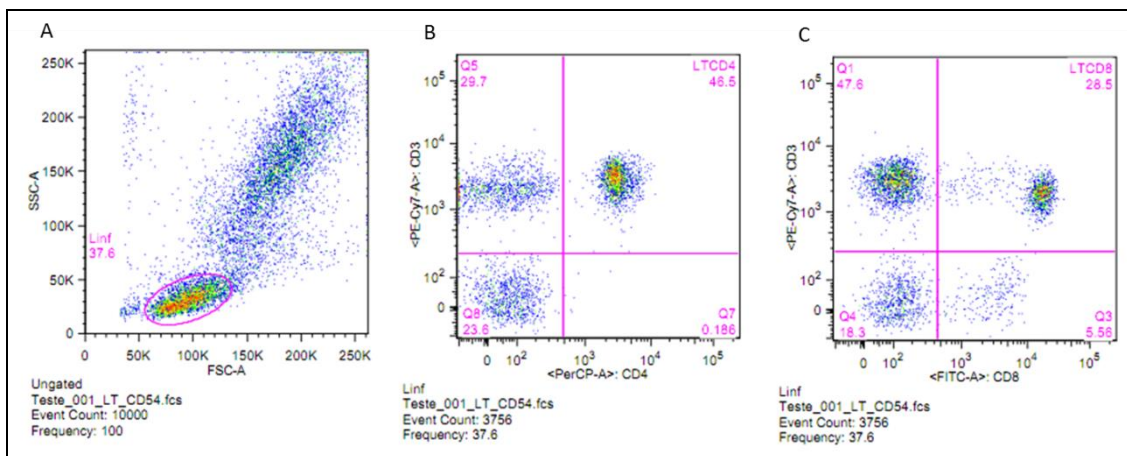 A
250K
200K
150K
100K
50K
0
SSC-A
Linf
37.6
0 50K 100K 150K 200K 250K
FSC-A
Ungated
Teste_001_LT_CD54.fcs
Event Count: 10000
Frequency: 100
B
Q5
29.7
LTCD4
46.5
10^5
10^4
10^3
10^2
0
<PE-Cy7-A>: CD3
Q8
23.6
Q7
0.186
0 10^2 10^3 10^4 10^5
<PerCP-A>: CD4
Linf
Teste_001_LT_CD54.fcs
Event Count: 3756
Frequency: 37.6
C
Q1
47.6
LTCD8
28.5
10^5
10^4
10^3
10^2
0
<PE-Cy7-A>: CD3
Q4
18.3
Q3
5.56
0 10^2 10^3 10^4 10^5
<FITC-A>: CD8
Linf
Teste_001_LT_CD54.fcs
Event Count: 3756
Frequency: 37.6